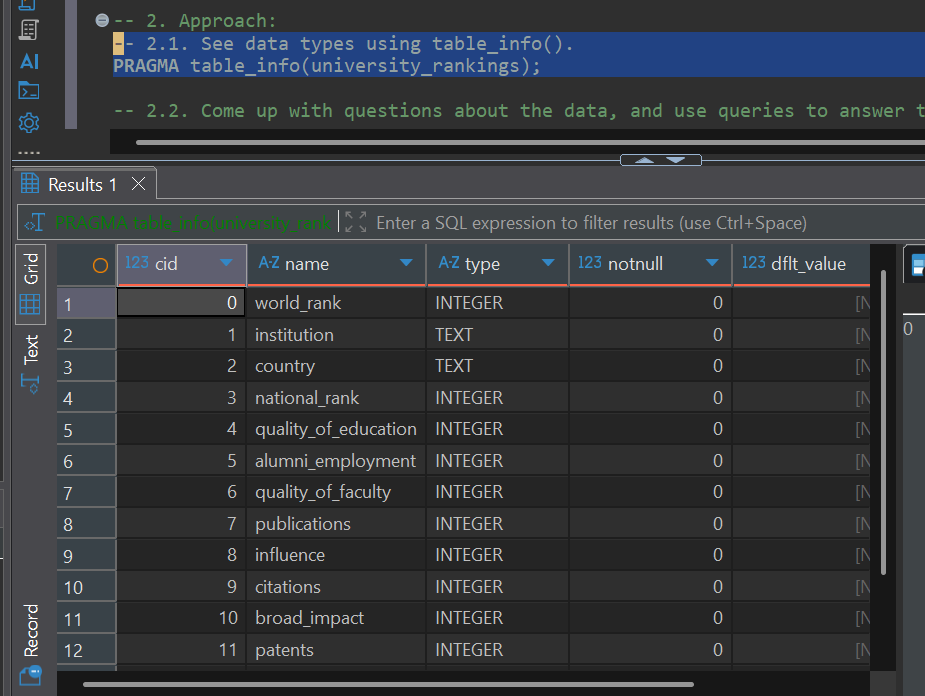 -- 2. Approach:
-- 2.1. See data types using table_info().
PRAGMA table_info(university_rankings);
-- 2.2. Come up with questions about the data, and use queries to answer t
AI
Results 1
PRAGMA table_info(university_rank
Enter a SQL expression to filter results (use Ctrl+Space)
Grid
Text
Record
123 cid A-Z name A-Z type 123 notnull 123 dflt_value
1 0 world_rank INTEGER 0 [N
2 1 institution TEXT 0 [N
3 2 country TEXT 0 [N
4 3 national_rank INTEGER 0 [N
5 4 quality_of_education INTEGER 0 [N
6 5 alumni_employment INTEGER 0 [N
7 6 quality_of_faculty INTEGER 0 [N
8 7 publications INTEGER 0 [N
9 8 influence INTEGER 0 [N
10 9 citations INTEGER 0 [N
11 10 broad_impact INTEGER 0 [N
12 11 patents INTEGER 0 [N
0